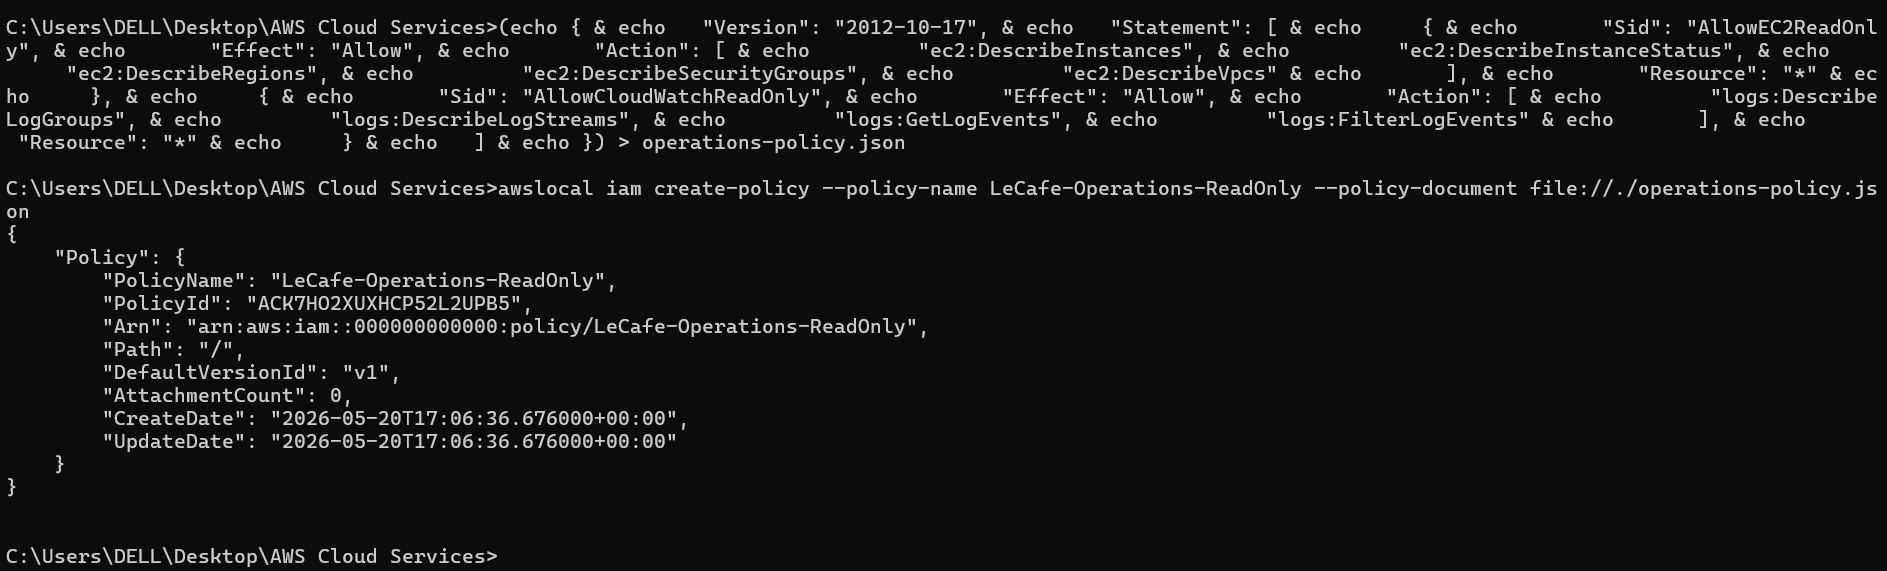 C:\Users\DELL\Desktop\AWS Cloud Services>(echo { & echo   "Version": "2012-10-17", & echo   "Statement": [ & echo     { & echo       "Sid": "AllowEC2ReadOnl
y", & echo       "Effect": "Allow", & echo       "Action": [ & echo         "ec2:DescribeInstances", & echo         "ec2:DescribeInstanceStatus", & echo
     "ec2:DescribeRegions", & echo         "ec2:DescribeSecurityGroups", & echo         "ec2:DescribeVpcs" & echo       ], & echo       "Resource": "*" & ec
ho     }, & echo     { & echo       "Sid": "AllowCloudWatchReadOnly", & echo       "Effect": "Allow", & echo       "Action": [ & echo         "logs:Describe
LogGroups", & echo         "logs:DescribeLogStreams", & echo         "logs:GetLogEvents", & echo         "logs:FilterLogEvents" & echo       ], & echo
 "Resource": "*" & echo     } & echo   ] & echo }) > operations-policy.json
C:\Users\DELL\Desktop\AWS Cloud Services>awslocal iam create-policy --policy-name LeCafe-Operations-ReadOnly --policy-document file://./operations-policy.js
on
{
    "Policy": {
        "PolicyName": "LeCafe-Operations-ReadOnly",
        "PolicyId": "ACK7HO2XUXHCP52L2UPB5",
        "Arn": "arn:aws:iam::000000000000:policy/LeCafe-Operations-ReadOnly",
        "Path": "/",
        "DefaultVersionId": "v1",
        "AttachmentCount": 0,
        "CreateDate": "2026-05-20T17:06:36.676000+00:00",
        "UpdateDate": "2026-05-20T17:06:36.676000+00:00"
    }
}
C:\Users\DELL\Desktop\AWS Cloud Services>